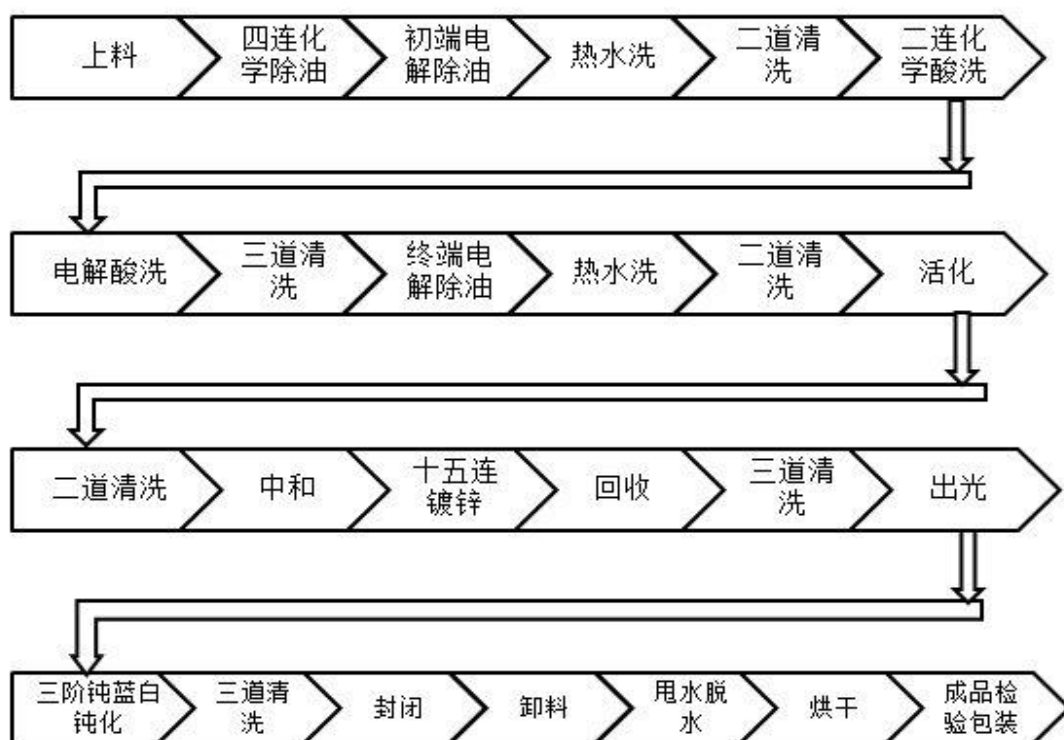 上料
四连化
学除油
初端电
解除油
热水洗
二道清
洗
二连化
学酸洗
电解酸洗
三道清
洗
终端电
解除油
热水洗
二道清
洗
活化
二道清洗
中和
十五连
镀锌
回收
三道清
洗
出光
三阶钝蓝白
钝化
三道清
洗
封闭
卸料
甩水脱
水
烘干
成品检
验包装